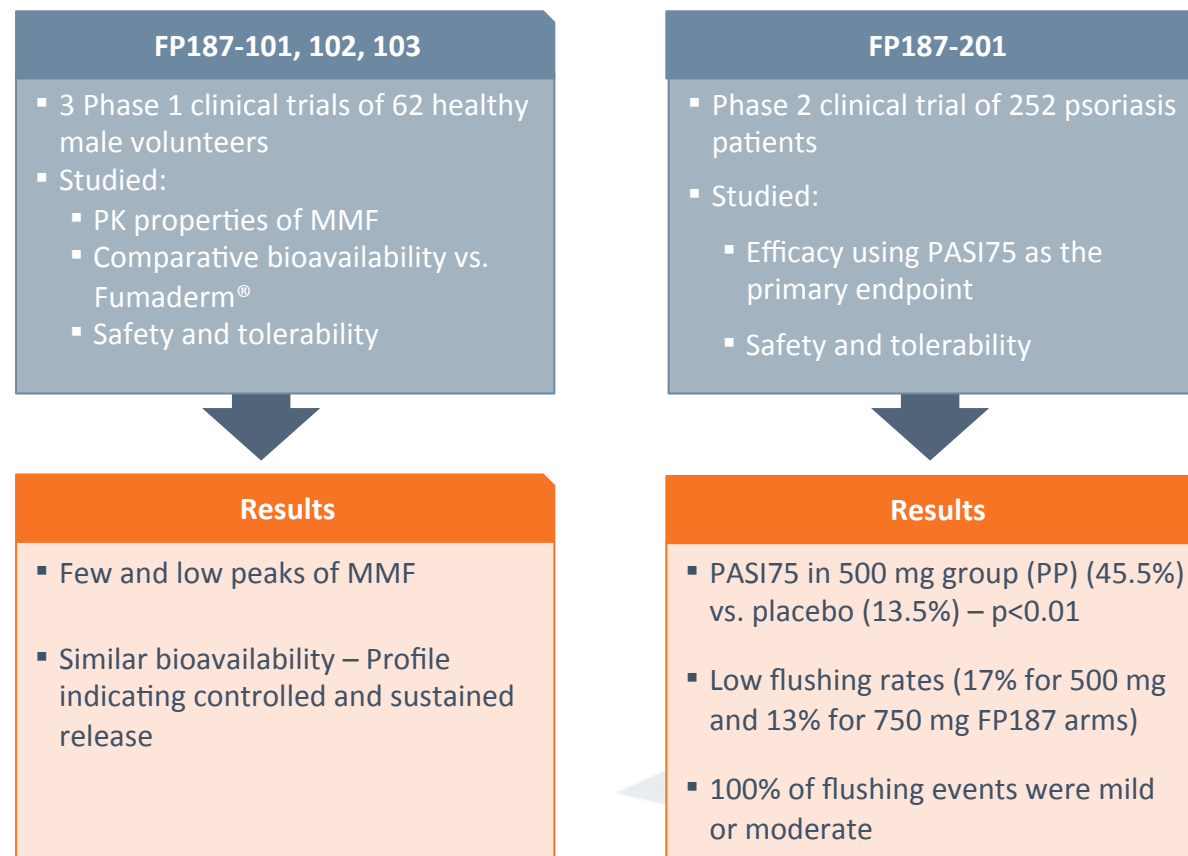 FP187-101, 102, 103
▪ 3 Phase 1 clinical trials of 62 healthy
male volunteers
▪ Studied:
▪ PK properties of MMF
▪ Comparative bioavailability vs.
Fumaderm®
▪ Safety and tolerability
Results
▪ Few and low peaks of MMF
▪ Similar bioavailability – Profile
indicating controlled and sustained
release
FP187-201
▪ Phase 2 clinical trial of 252 psoriasis
patients
▪ Studied:
▪ Efficacy using PASI75 as the
primary endpoint
▪ Safety and tolerability
Results
▪ PASI75 in 500 mg group (PP) (45.5%)
vs. placebo (13.5%) – p<0.01
▪ Low flushing rates (17% for 500 mg
and 13% for 750 mg FP187 arms)
▪ 100% of flushing events were mild
or moderate